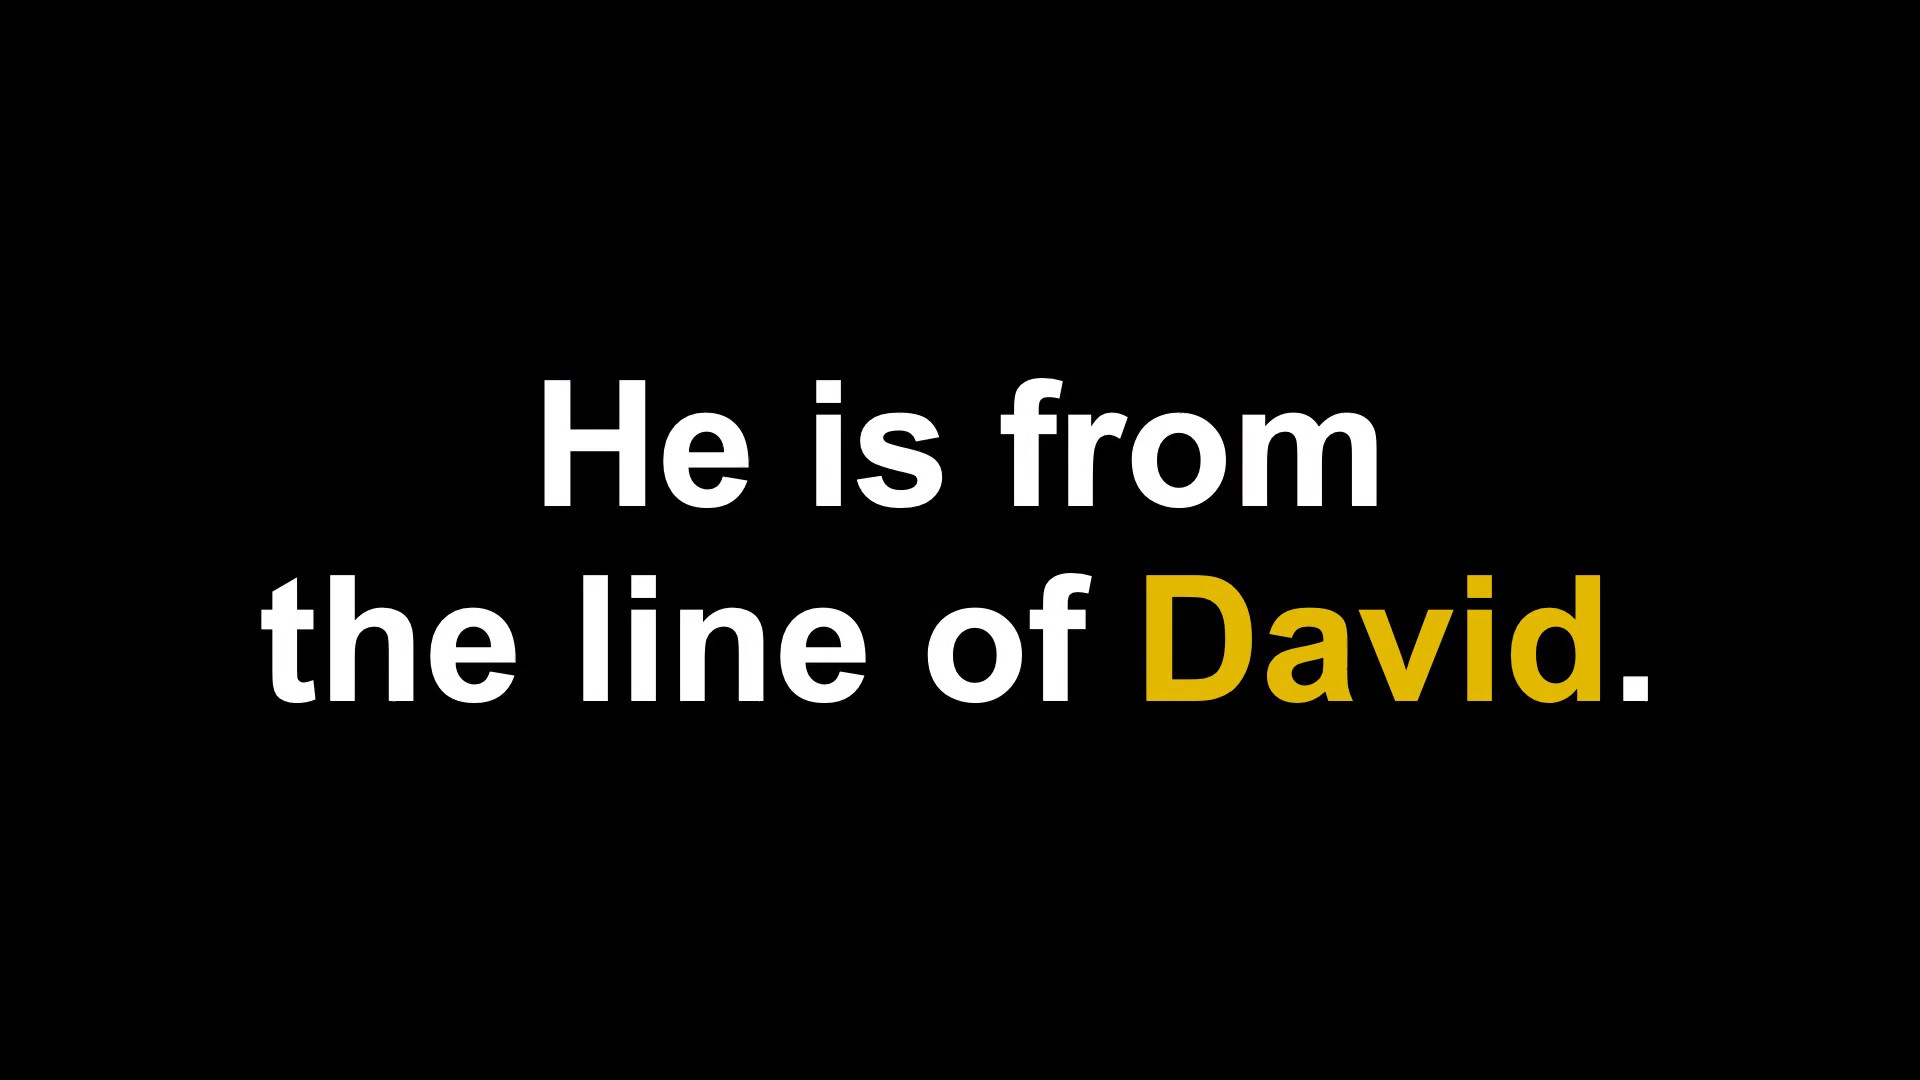 He is from
the line of David.